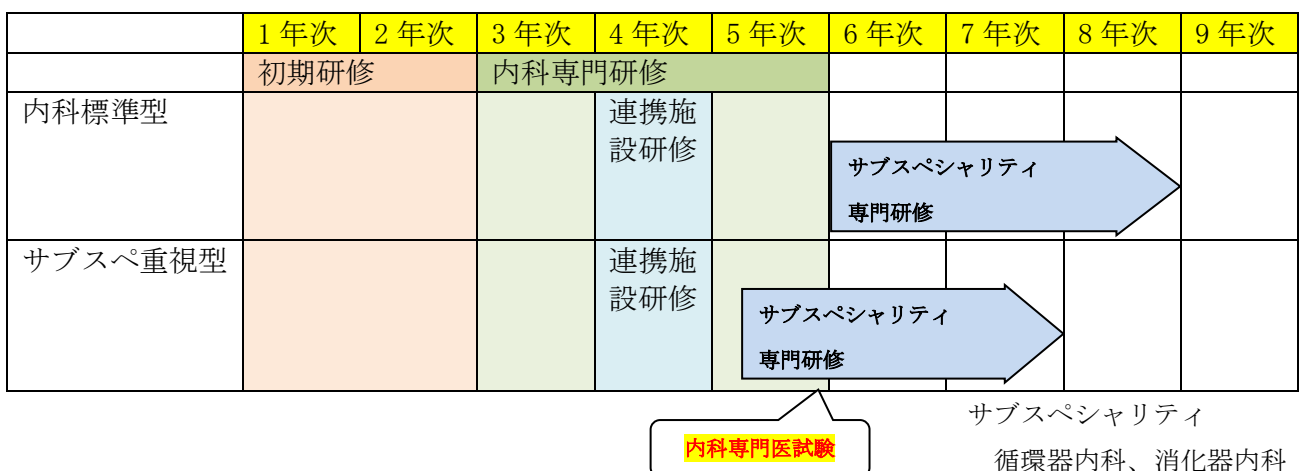 1年次 2年次 3年次 4年次 5年次 6年次 7年次 8年次 9年次
初期研修 内科専門研修
内科標準型
連携施
設研修
サブスペシャリティ
専門研修
サブスペ重視型
連携施
設研修
サブスペシャリティ
専門研修
内科専門医試験
サブスペシャリティ
循環器内科、消化器内科